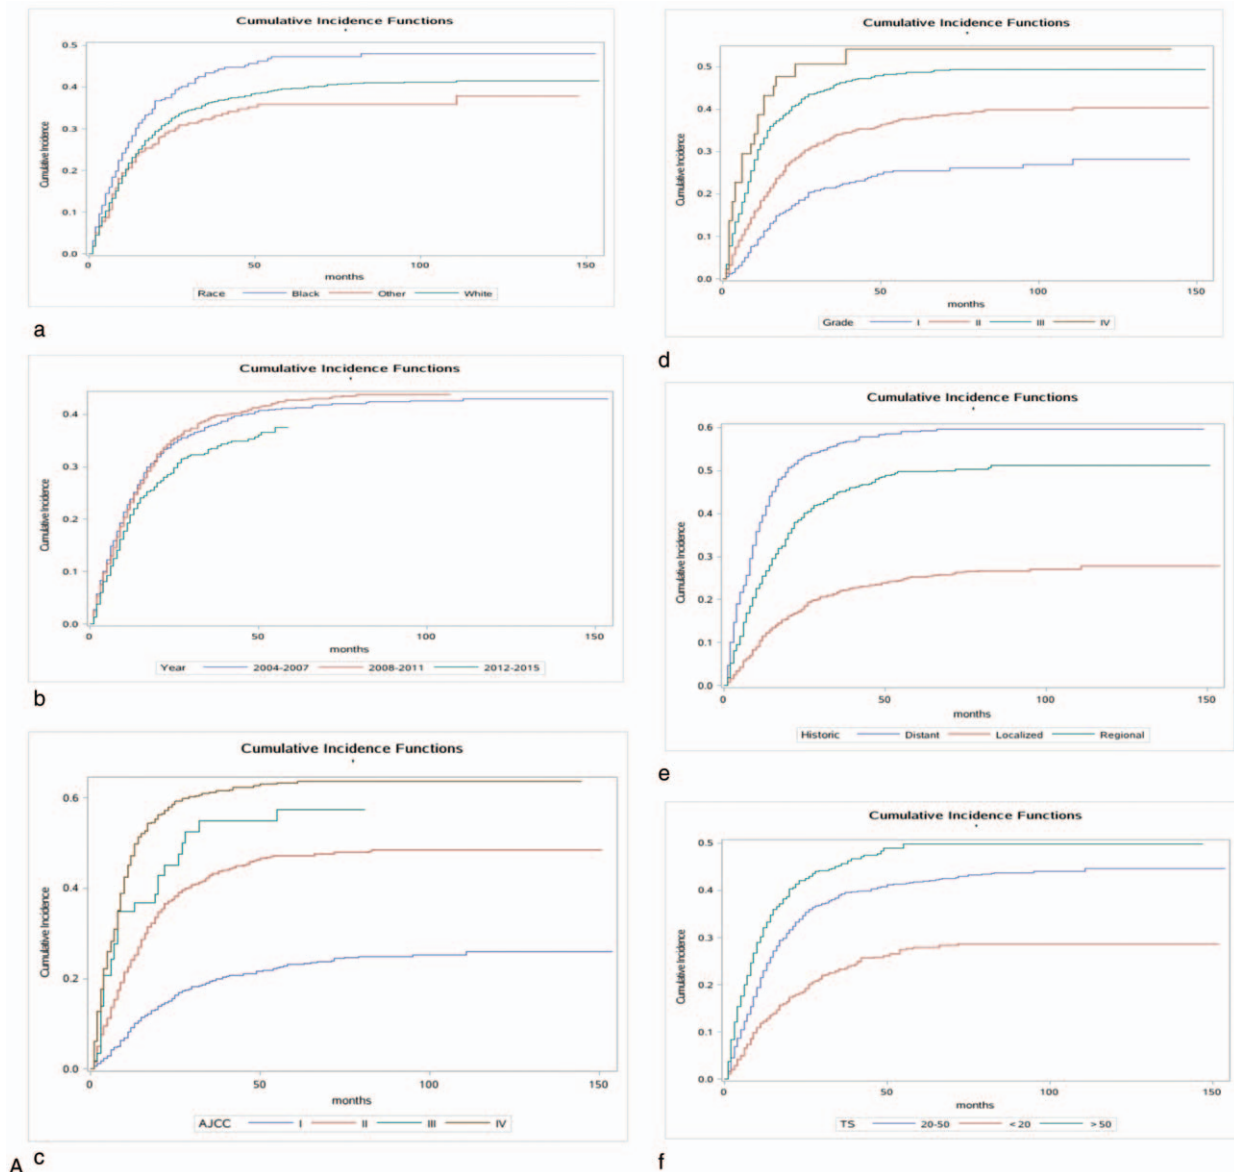 Cumulative Incidence Functions
Cumulative Incidence
0.5
0.4
0.3
0.2
0.1
0.0
0 50 100 150
months
Race Black Other White
a
Cumulative Incidence Functions
Cumulative Incidence
0.4
0.3
0.2
0.1
0.0
0 50 100 150
months
Year 2004-2007 2008-2011 2012-2015
b
Cumulative Incidence Functions
Cumulative Incidence
0.6
0.4
0.2
0.0
0 50 100 150
months
AJCC I II III IV
A c
Cumulative Incidence Functions
Cumulative Incidence
0.5
0.4
0.3
0.2
0.1
0.0
0 50 100 150
months
Grade I II III IV
d
Cumulative Incidence Functions
Cumulative Incidence
0.6
0.5
0.4
0.3
0.2
0.1
0.0
0 50 100 150
months
Historic Distant Localized Regional
e
Cumulative Incidence Functions
Cumulative Incidence
0.5
0.4
0.3
0.2
0.1
0.0
0 50 100 150
months
TS 20-50 < 20 > 50
f